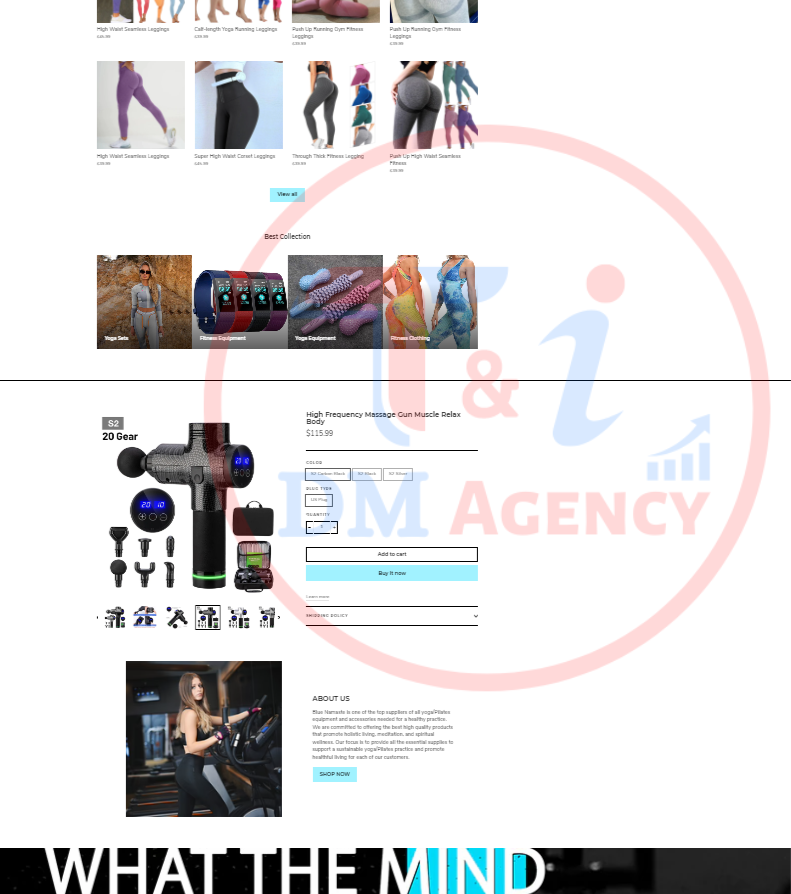 High Waist Seamless Leggings
$45.99
Calf-length Yoga Running Leggings
$39.99
Push Up Running Gym Fitness
Leggings
$39.99
Push Up Running Gym Fitness
Leggings
$39.99
High Waist Seamless Leggings
$39.99
Super High Waist Corset Leggings
$45.99
Through Thick Fitness Legging
$39.99
Push Up High Waist Seamless
Fitness
$39.99
View all
Best Collection
Yoga Sets
Fitness Equipment
Yoga Equipment
Fitness Clothing
T&i
DM AGENCY
S2
20 Gear
High Frequency Massage Gun Muscle Relax
Body
$115.99
COLOR
S2 Carbon Black
S2 Black
S2 Silver
PLUG TYPE
US Plug
QUANTITY
1
Add to cart
Buy it now
Learn more
SHIPPING POLICY
ABOUT US
Blue Namaste is one of the top suppliers of all yoga/Pilates
equipment and accessories needed for a healthy practice.
We are committed to offering the best high quality products
that promote holistic living, meditation, and spiritual
wellness. Our focus is to provide all the essential supplies to
support a sustainable yoga/Pilates practice and promote
healthful living for each of our customers.
SHOP NOW
WHAT THE MIND